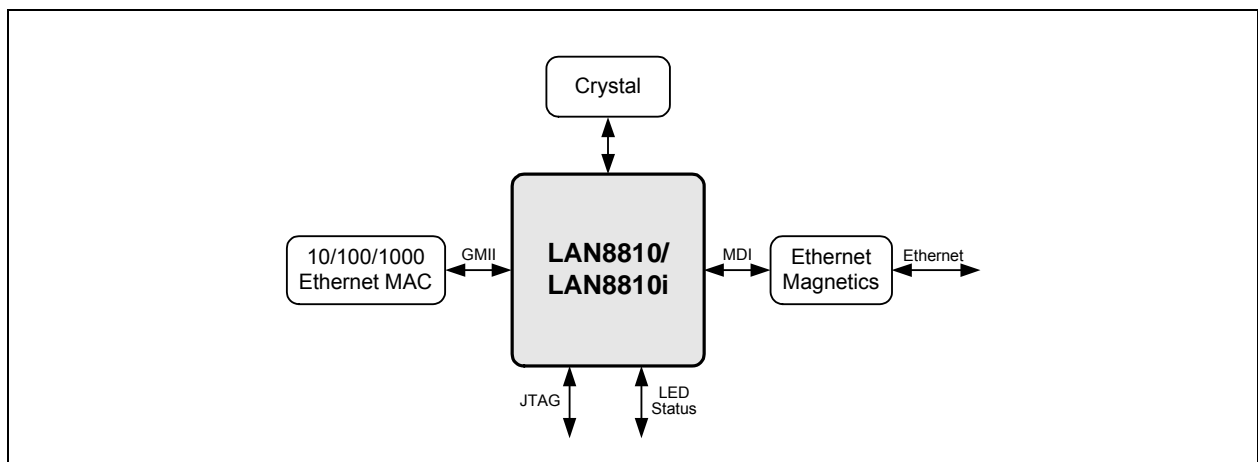 Crystal
10/100/1000
Ethernet MAC
GMII
LAN8810/
LAN8810i
MDI
Ethernet
Magnetics
Ethernet
JTAG
LED
Status